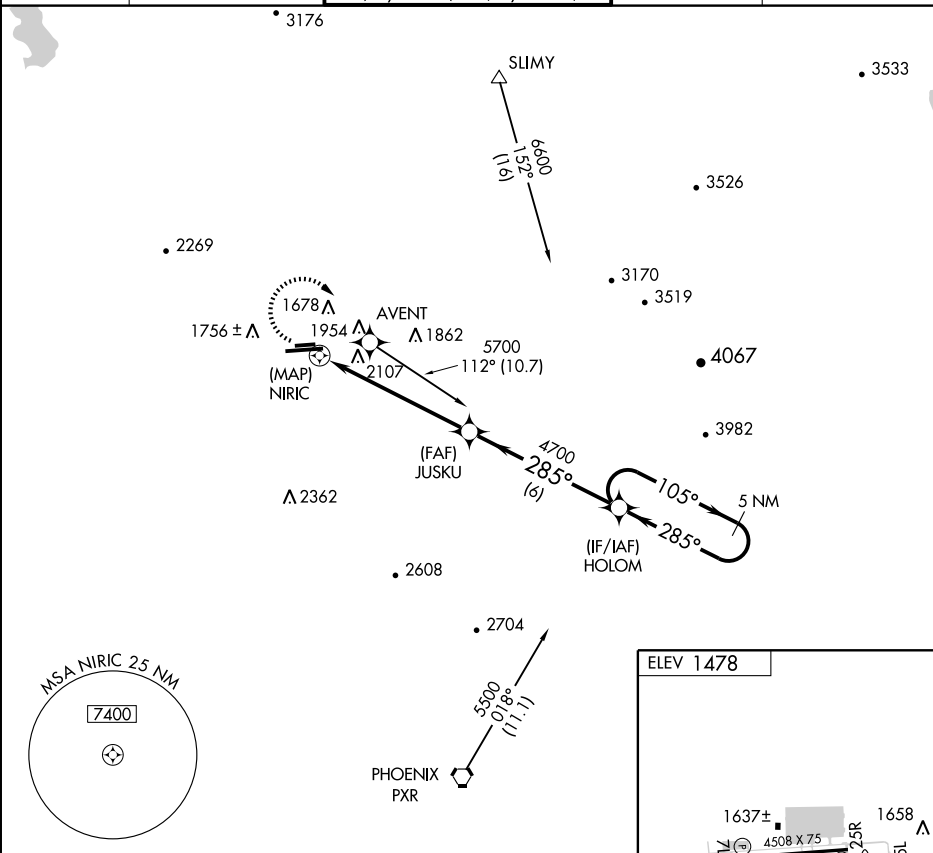 3176
SLIMY
3533
6600
152°
(16)
3526
2269
3170
3519
1678
AVENT
1756 ±
1954
1862
5700
112° (10.7)
4067
2107
(MAP)
NIRIC
3982
(FAF)
JUSKU
4700
285°
(6)
105°
5 NM
285°
2362
(IF/IAF)
HOLOM
2608
2704
MSA NIRIC 25 NM
7400
5500
018°
(11.1)
PHOENIX
PXR
ELEV 1478
1637±
1658
P
4508 X 75
25R